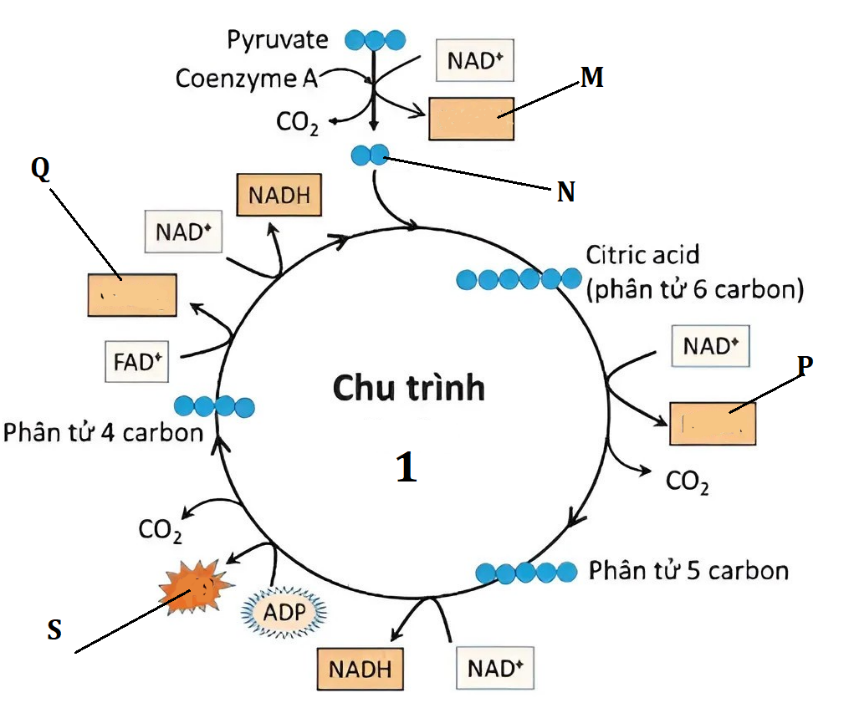 Pyruvate
NAD⁺
Coenzyme A
M
CO₂
Q
N
NADH
NAD⁺
Citric acid
(phân tử 6 carbon)
NAD⁺
FAD⁺
P
Chu trình
Phân tử 4 carbon
1
CO₂
CO₂
Phân tử 5 carbon
ADP
S
NADH
NAD⁺